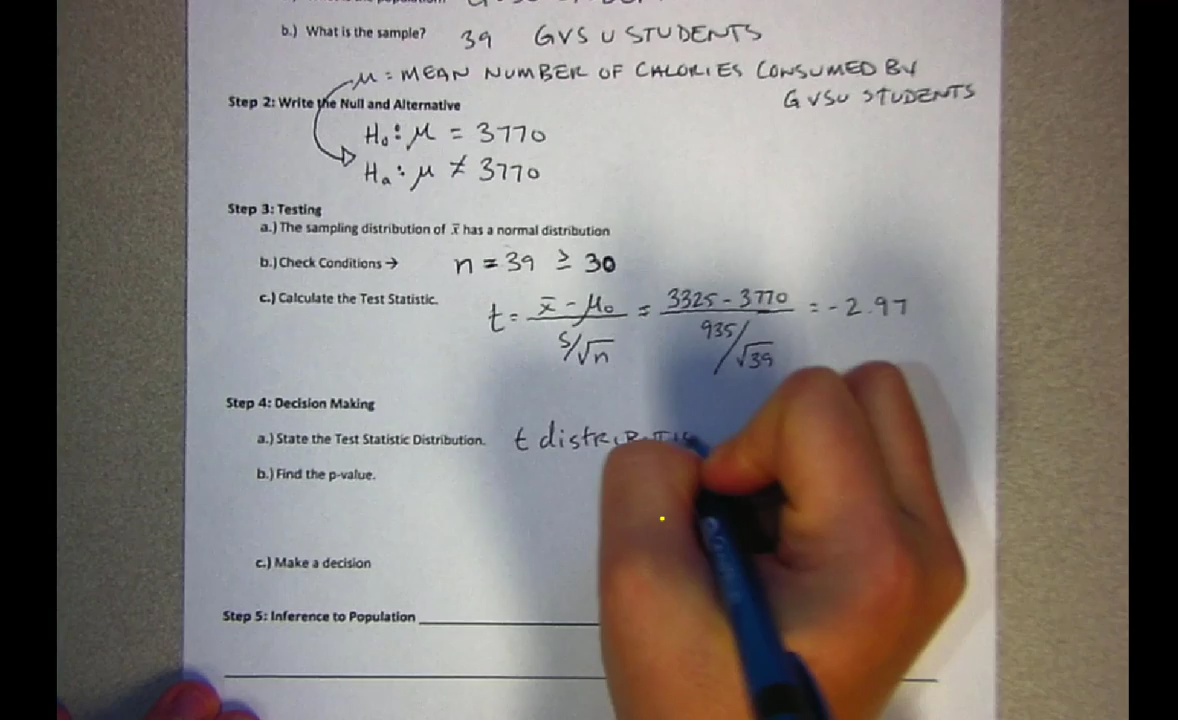 b.) What is the sample? 39 GVSU STUDENTS
μ = MEAN NUMBER OF CALORIES CONSUMED BY
GVSU STUDENTS
Step 2: Write the Null and Alternative
H₀: μ = 3770
Hₐ: μ ≠ 3770
Step 3: Testing
a.) The sampling distribution of x̄ has a normal distribution
b.) Check Conditions → n = 39 ≥ 30
c.) Calculate the Test Statistic. t = (x̄ - μ₀)/(s/√n) = (3325 - 3770)/(935/√39) = -2.97
Step 4: Decision Making
a.) State the Test Statistic Distribution. t
b.) Find the p-value.
c.) Make a decision
Step 5: Inference to Population